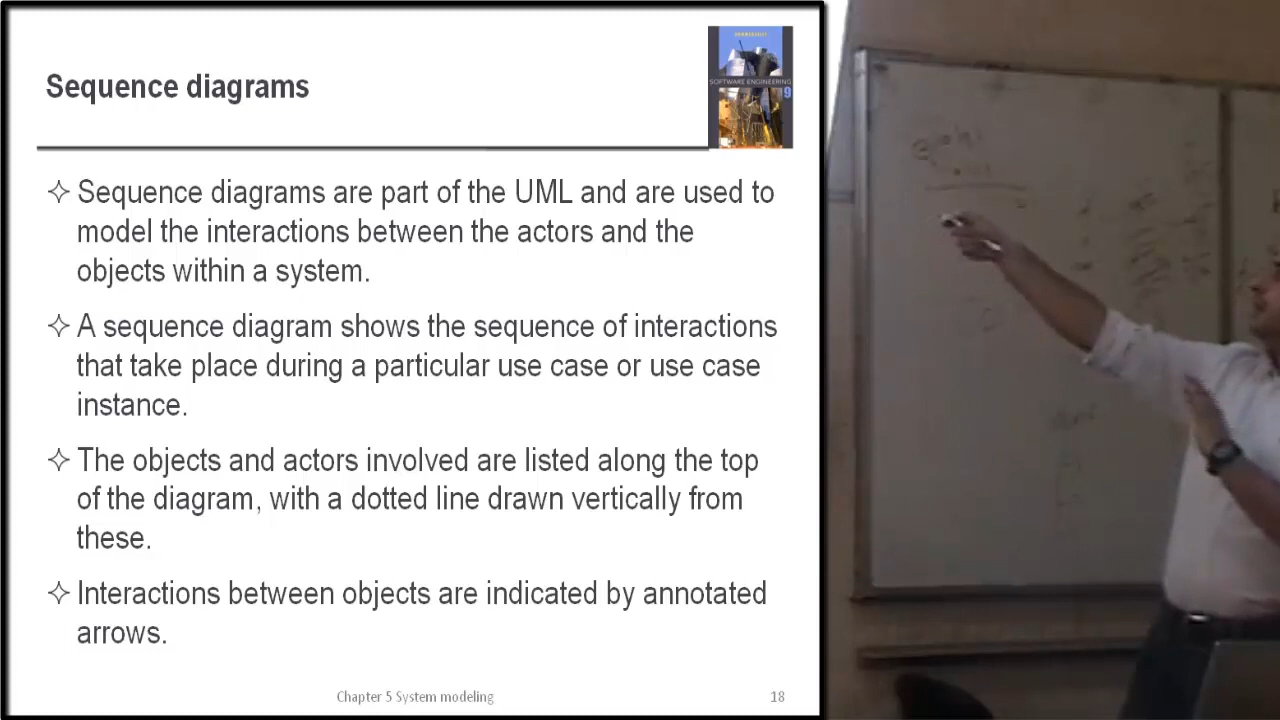 Sequence diagrams
SOFTWARE ENGINEERING
9
Sequence diagrams are part of the UML and are used to
model the interactions between the actors and the
objects within a system.
A sequence diagram shows the sequence of interactions
that take place during a particular use case or use case
instance.
The objects and actors involved are listed along the top
of the diagram, with a dotted line drawn vertically from
these.
Interactions between objects are indicated by annotated
arrows.
Chapter 5 System modeling
18